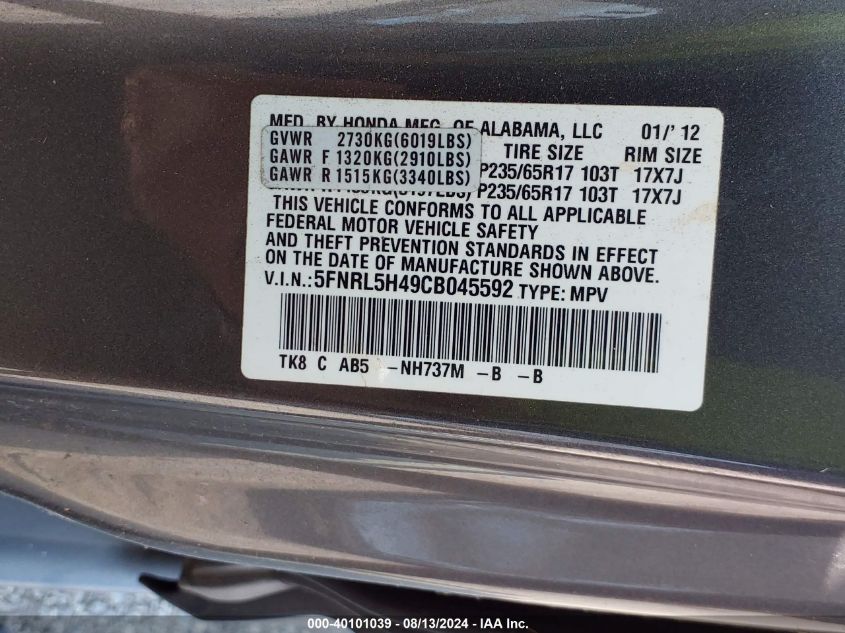 MFD. BY HONDA MFG. OF ALABAMA, LLC 01/' 12
GVWR 2730KG(6019LBS)
TIRE SIZE RIM SIZE
GAWR F 1320KG(2910LBS) P235/65R17 103T 17X7J
GAWR R 1515KG(3340LBS) P235/65R17 103T 17X7J
THIS VEHICLE CONFORMS TO ALL APPLICABLE
FEDERAL MOTOR VEHICLE SAFETY
AND THEFT PREVENTION STANDARDS IN EFFECT
ON THE DATE OF MANUFACTURE SHOWN ABOVE.
V.I.N.:5FNRL5H49CB045592 TYPE: MPV
TK8 C AB5 -NH737M -B -B
000-40101039 - 08/13/2024 - IAA Inc.